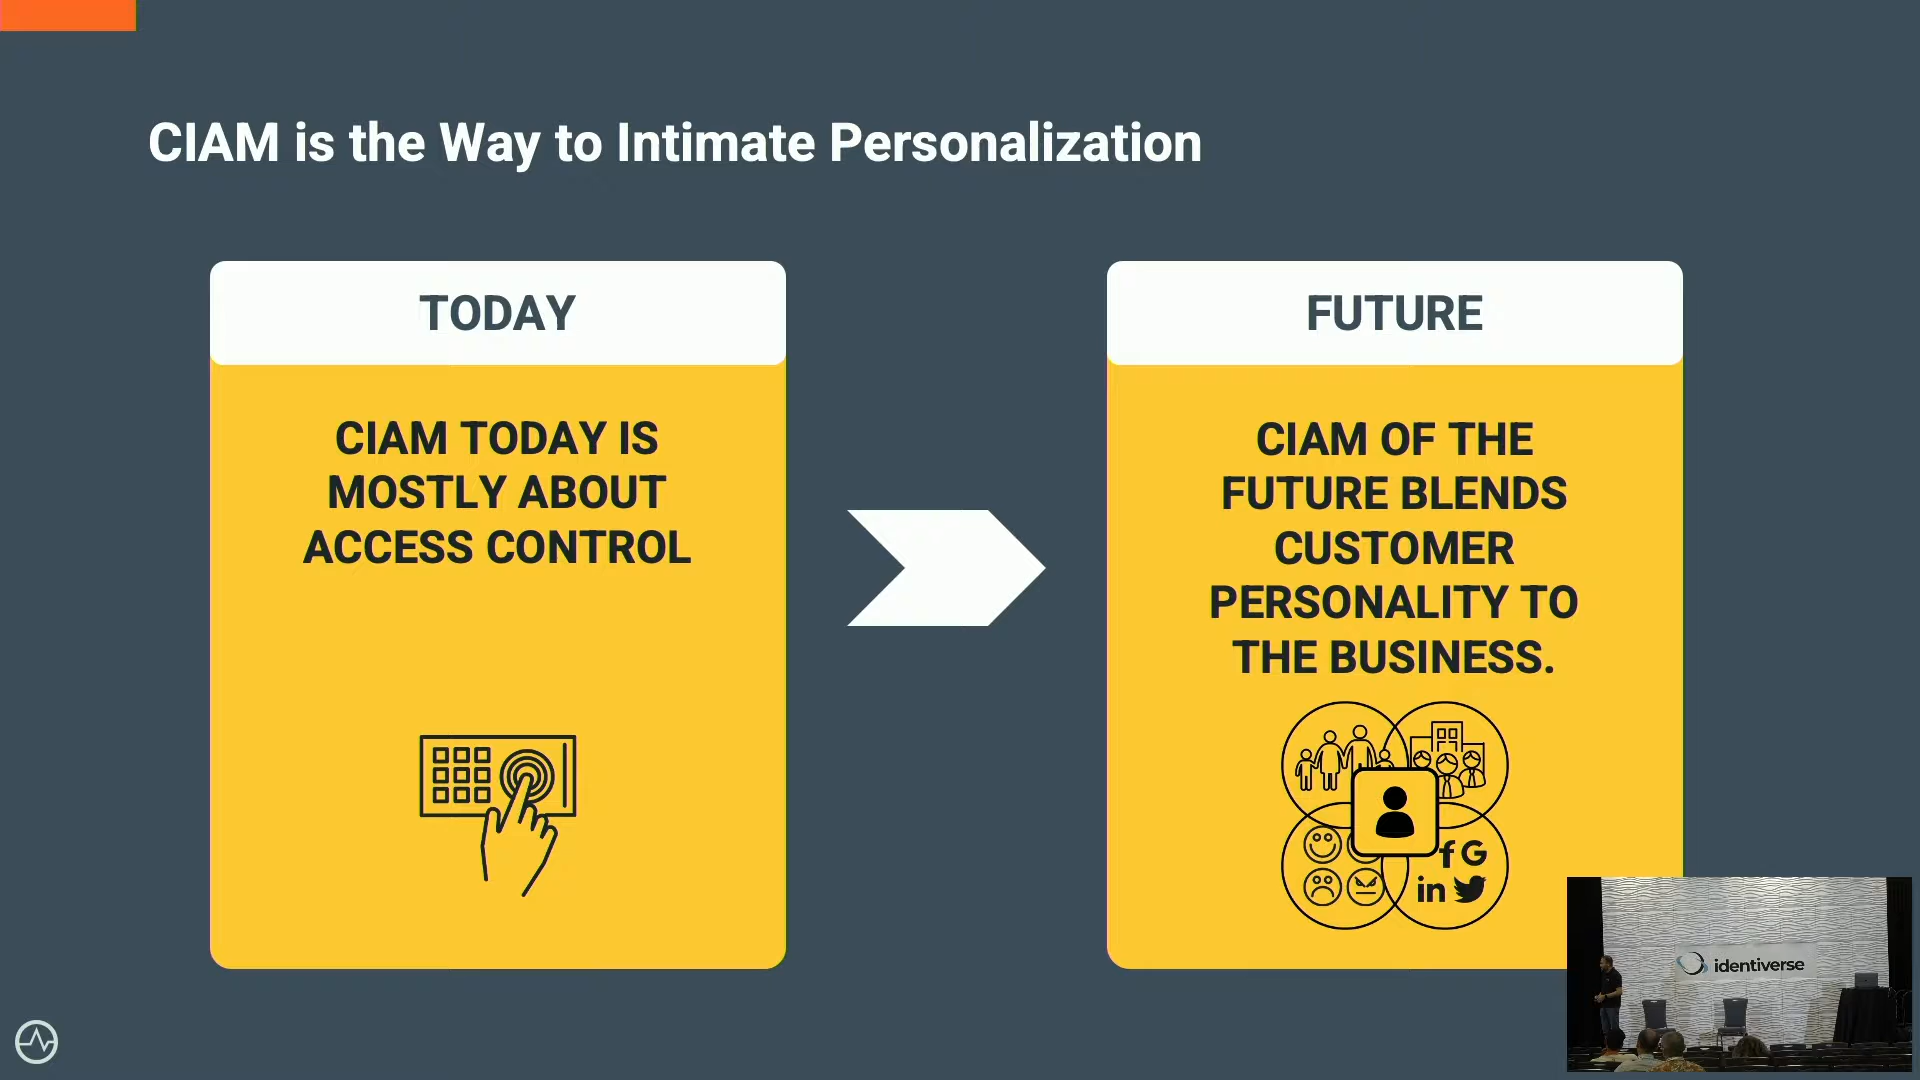 CIAM is the Way to Intimate Personalization
TODAY
CIAM TODAY IS
MOSTLY ABOUT
ACCESS CONTROL
FUTURE
CIAM OF THE
FUTURE BLENDS
CUSTOMER
PERSONALITY TO
THE BUSINESS.
f G
in
identiverse